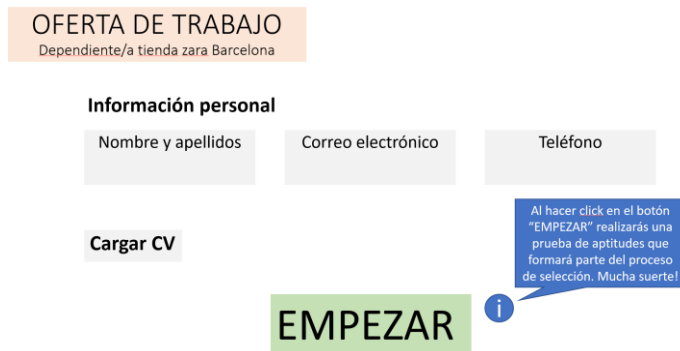 OFERTA DE TRABAJO
Dependiente/a tienda zara Barcelona
Información personal
Nombre y apellidos
Correo electrónico
Teléfono
Cargar CV
Al hacer click en el botón
“EMPEZAR” realizarás una
prueba de aptitudes que
formará parte del proceso
de selección. Mucha suerte!
EMPEZAR
i